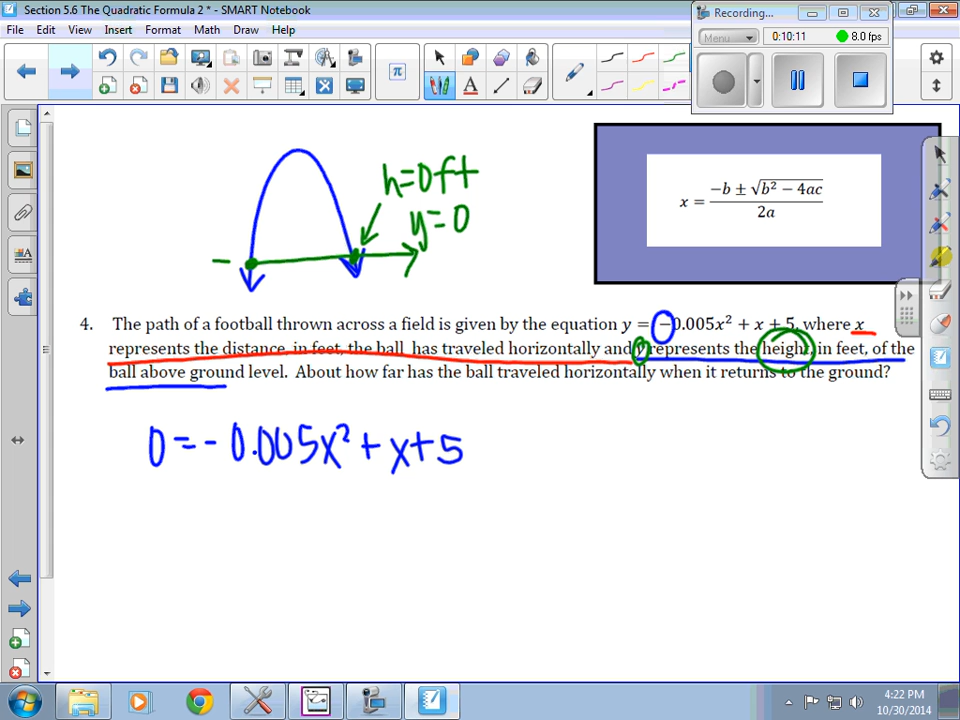 Section 5.6 The Quadratic Formula 2 * - SMART Notebook
File Edit View Insert Format Math Draw Help
Recording...
Menu
0:10:11
8.0 fps
π
h=0ft
y=0
x = −b ± √b² − 4ac / 2a
4. The path of a football thrown across a field is given by the equation y = −0.005x² + x + 5, where x
represents the distance, in feet, the ball has traveled horizontally and y represents the height, in feet, of the
ball above ground level. About how far has the ball traveled horizontally when it returns to the ground?
0 = - 0.005x² + x + 5
4:22 PM
10/30/2014